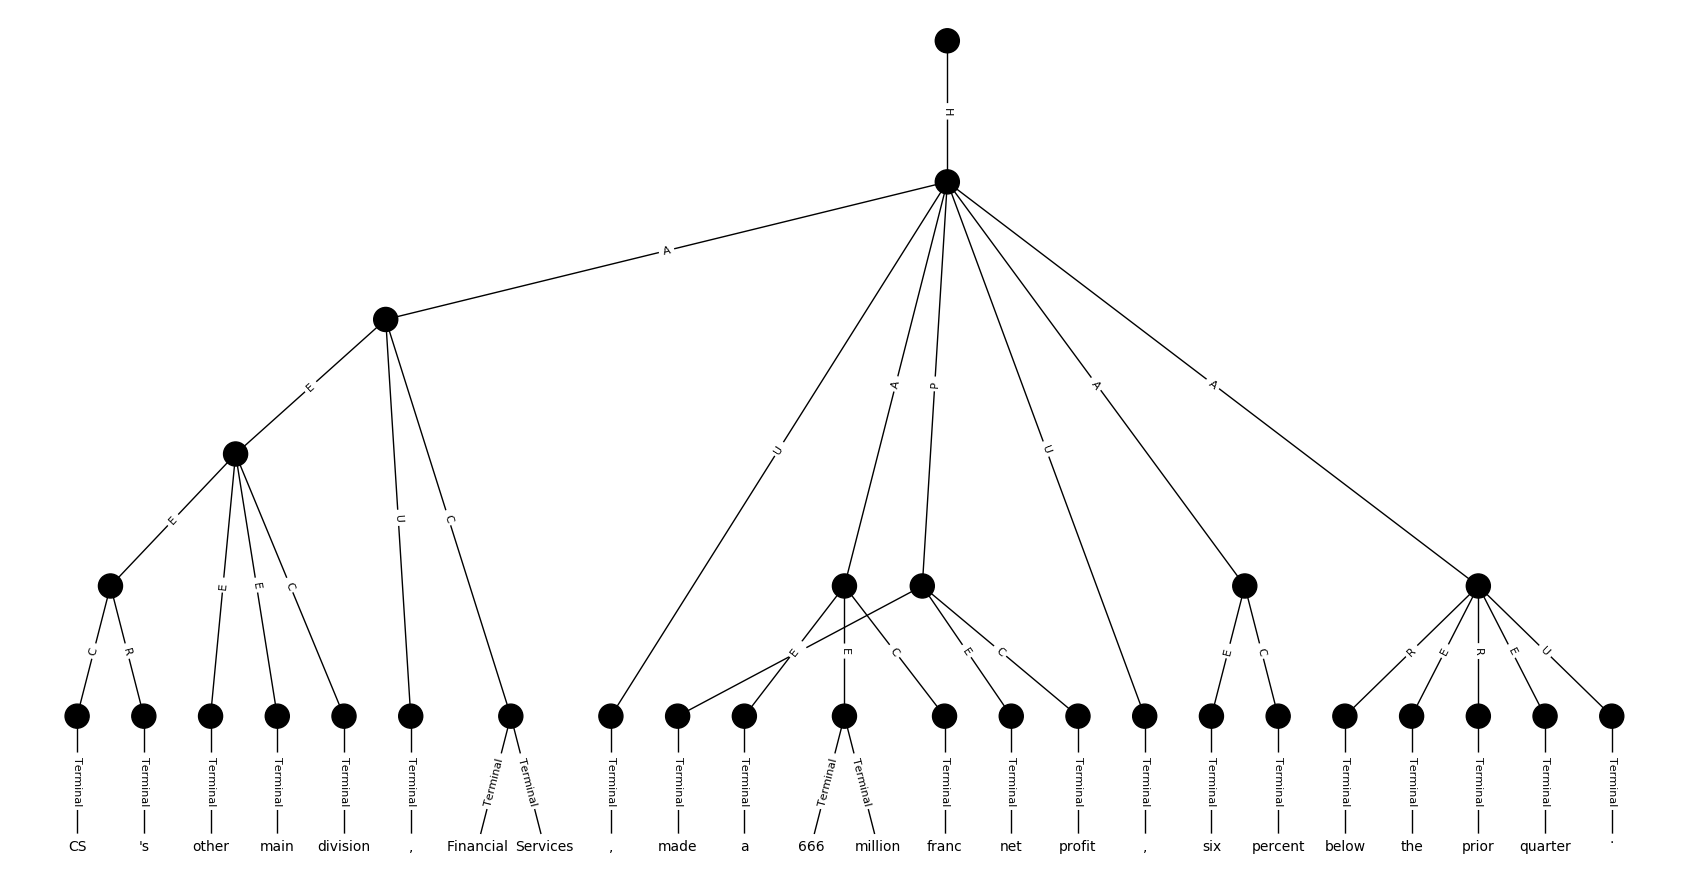 H
A
E
A P A A
U U
E U C
E E C
C R E E C E C E C R E R E U
Terminal Terminal Terminal Terminal Terminal Terminal Terminal Terminal Terminal Terminal Terminal Terminal Terminal Terminal Terminal Terminal Terminal Terminal Terminal Terminal Terminal Terminal Terminal Terminal
CS 's other main division , Financial Services , made a 666 million franc net profit , six percent below the prior quarter .